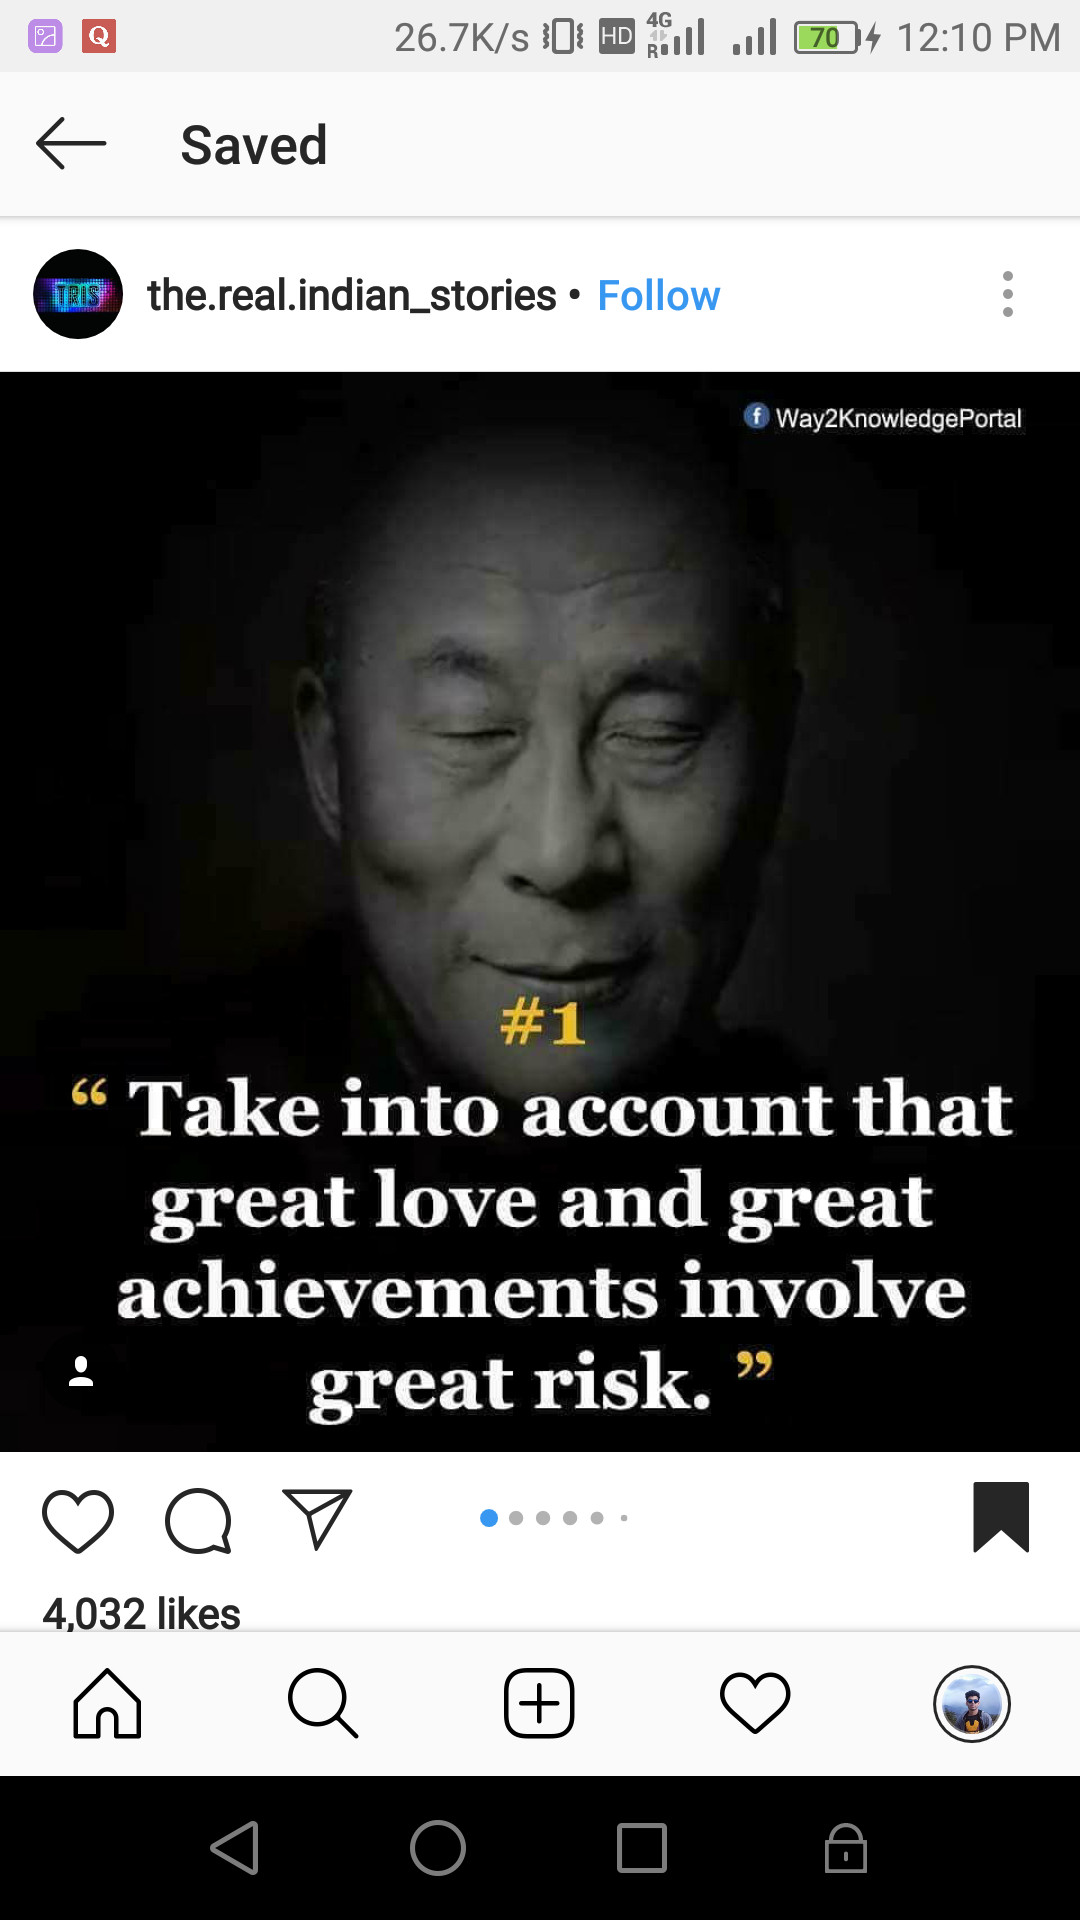 26.7K/s HD 4G R 70 12:10 PM
Saved
TRIS
the.real.indian_stories • Follow
f Way2KnowledgePortal
#1
“ Take into account that
great love and great
achievements involve
great risk. ”
4,032 likes